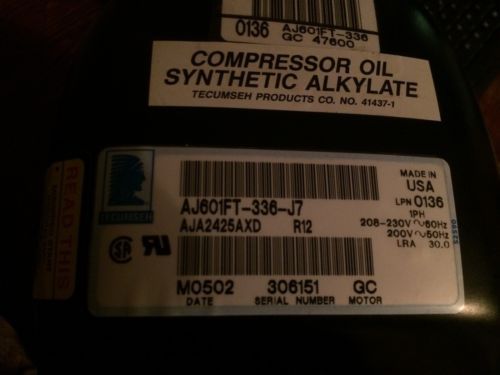 0136 AJ601FT-336
GC 47600
COMPRESSOR OIL
SYNTHETIC ALKYLATE
TECUMSEH PRODUCTS CO. NO. 41437-1
READ THIS
TECUMSEH
AJ601FT-336-J7
AJA2425AXD R12
MADE IN
USA
LPN 0136
1PH
208-230V~60Hz
200V~50Hz
LRA 30.0
M0502 306151 GC
DATE SERIAL NUMBER MOTOR